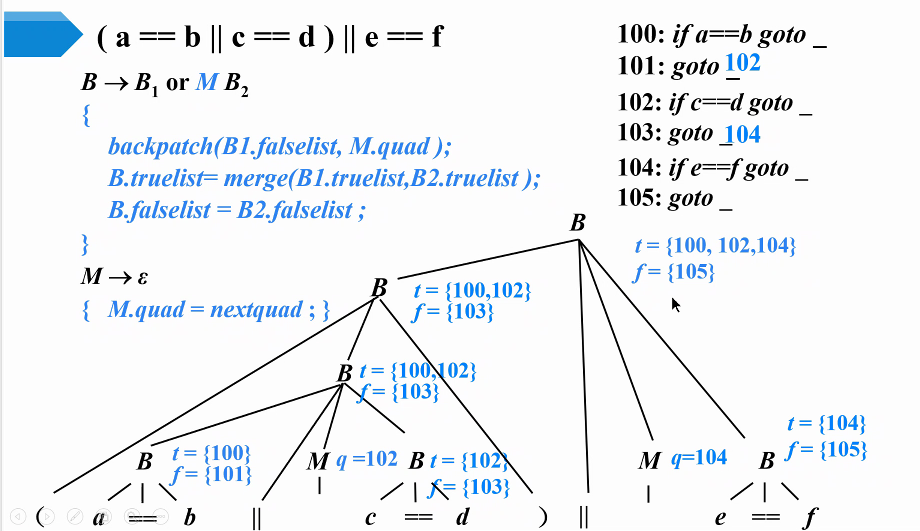 ( a == b || c == d ) || e == f
B → B1 or M B2
{
backpatch(B1.falselist, M.quad );
B.truelist= merge(B1.truelist,B2.truelist );
B.falselist = B2.falselist ;
}
M → ε
{ M.quad = nextquad ; }
100: if a==b goto _
101: goto _102
102: if c==d goto _
103: goto _104
104: if e==f goto _
105: goto _
B
t = {100, 102,104}
f = {105}
B
t = {100,102}
f = {103}
B
t = {100,102}
f = {103}
B
t = {100}
f = {101}
M q =102
B
t = {102}
f = {103}
M q=104
B
t = {104}
f = {105}
( a == b || c == d ) || e == f